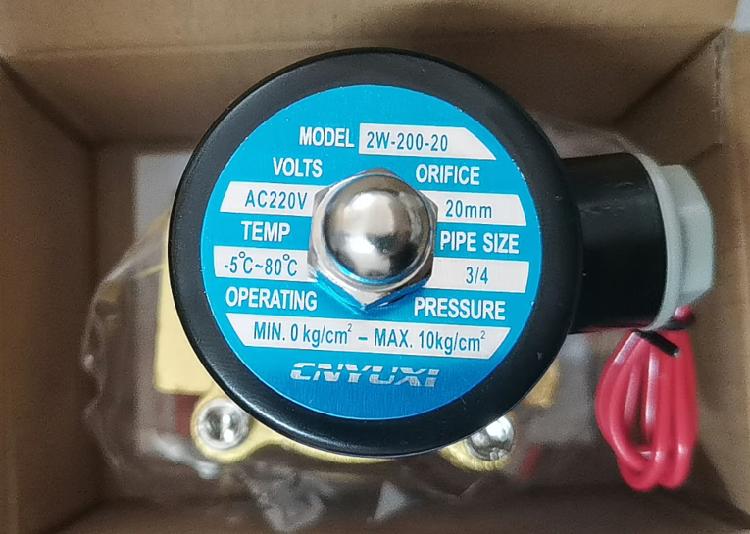 MODEL 2W-200-20
VOLTS ORIFICE
AC220V 20mm
TEMP PIPE SIZE
-5°C~80°C 3/4
OPERATING PRESSURE
MIN. 0 kg/cm² – MAX. 10kg/cm²
CNYUXI